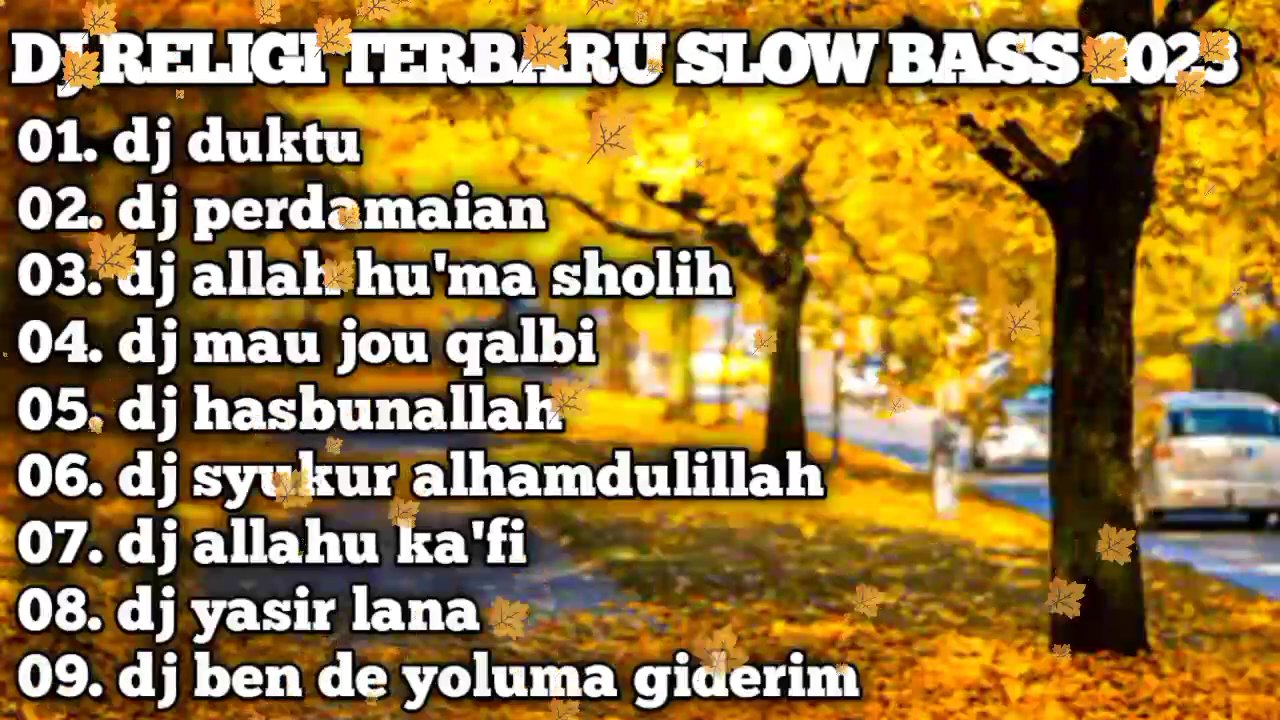 DJ RELIGI TERBARU SLOW BASS 2023
01. dj duktu
02. dj perdamaian
03. dj allah hu'ma sholih
04. dj mau jou qalbi
05. dj hasbunallah
06. dj syukur alhamdulillah
07. dj allahu ka'fi
08. dj yasir lana
09. dj ben de yoluma giderim